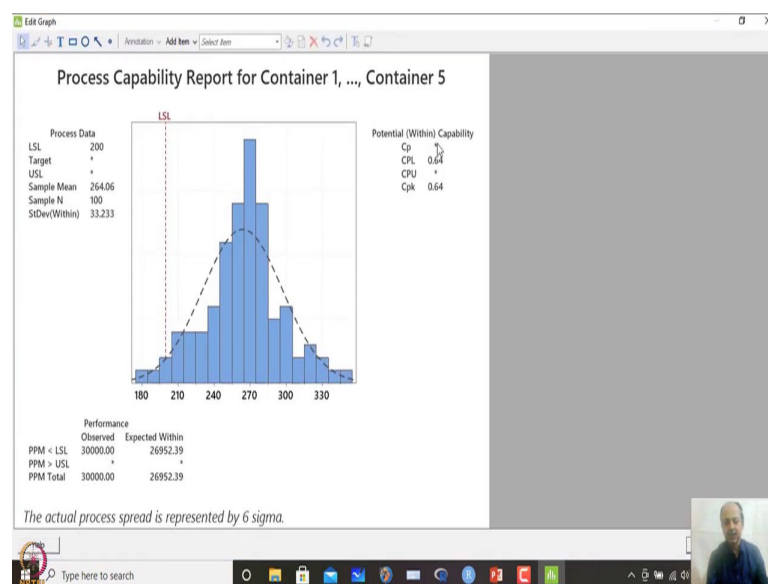 Edit Graph
T Annotation Add Item Select Item
Process Capability Report for Container 1, ..., Container 5
LSL
Process Data
LSL 200
Target *
USL *
Sample Mean 264.06
Sample N 100
StDev(Within) 33.233
Potential (Within) Capability
Cp *
CPL 0.64
CPU *
Cpk 0.64
180 210 240 270 300 330
Performance
Observed Expected Within
PPM < LSL 30000.00 26952.39
PPM > USL * *
PPM Total 30000.00 26952.39
The actual process spread is represented by 6 sigma.
Help
Type here to search